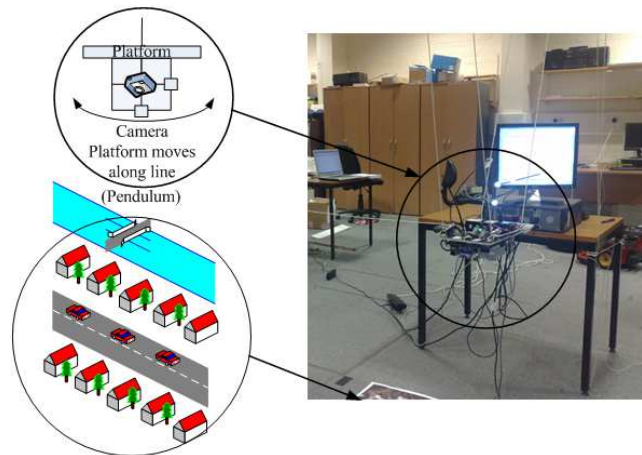 Platform
Camera
Platform moves
along line
(Pendulum)